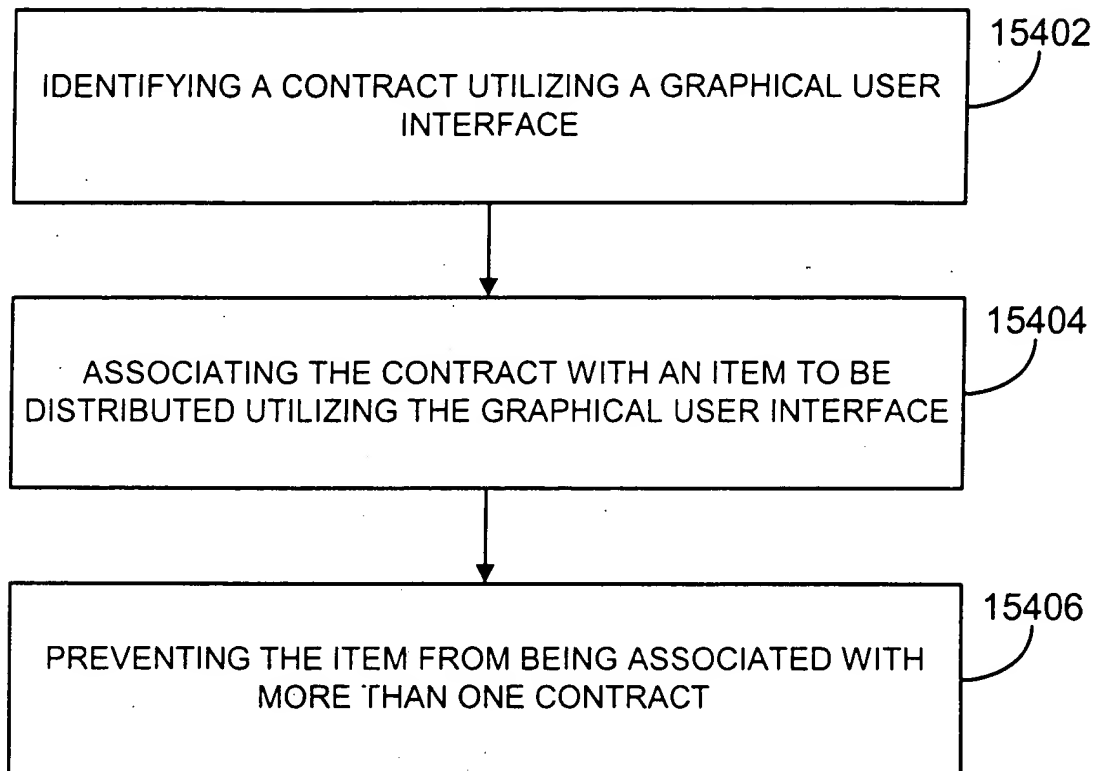 15402
IDENTIFYING A CONTRACT UTILIZING A GRAPHICAL USER
INTERFACE
15404
ASSOCIATING THE CONTRACT WITH AN ITEM TO BE
DISTRIBUTED UTILIZING THE GRAPHICAL USER INTERFACE
15406
PREVENTING THE ITEM FROM BEING ASSOCIATED WITH
MORE THAN ONE CONTRACT